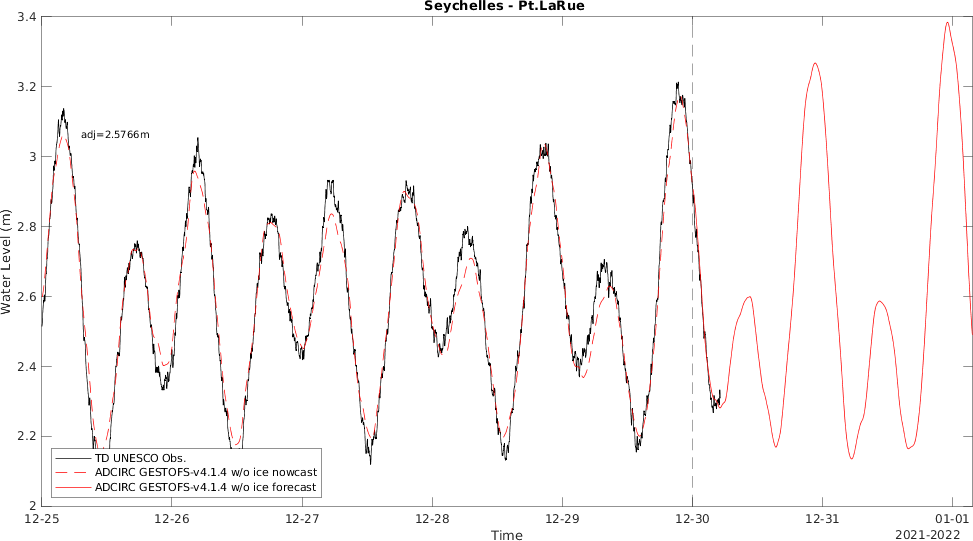 Seychelles - Pt.LaRue
3.4
3.2
3
2.8
2.6
2.4
2.2
2
Water Level (m)
adj=2.5766m
TD UNESCO Obs.
ADCIRC GESTOFS-v4.1.4 w/o ice nowcast
ADCIRC GESTOFS-v4.1.4 w/o ice forecast
12-25 12-26 12-27 12-28 12-29 12-30 12-31 01-01
Time
2021-2022